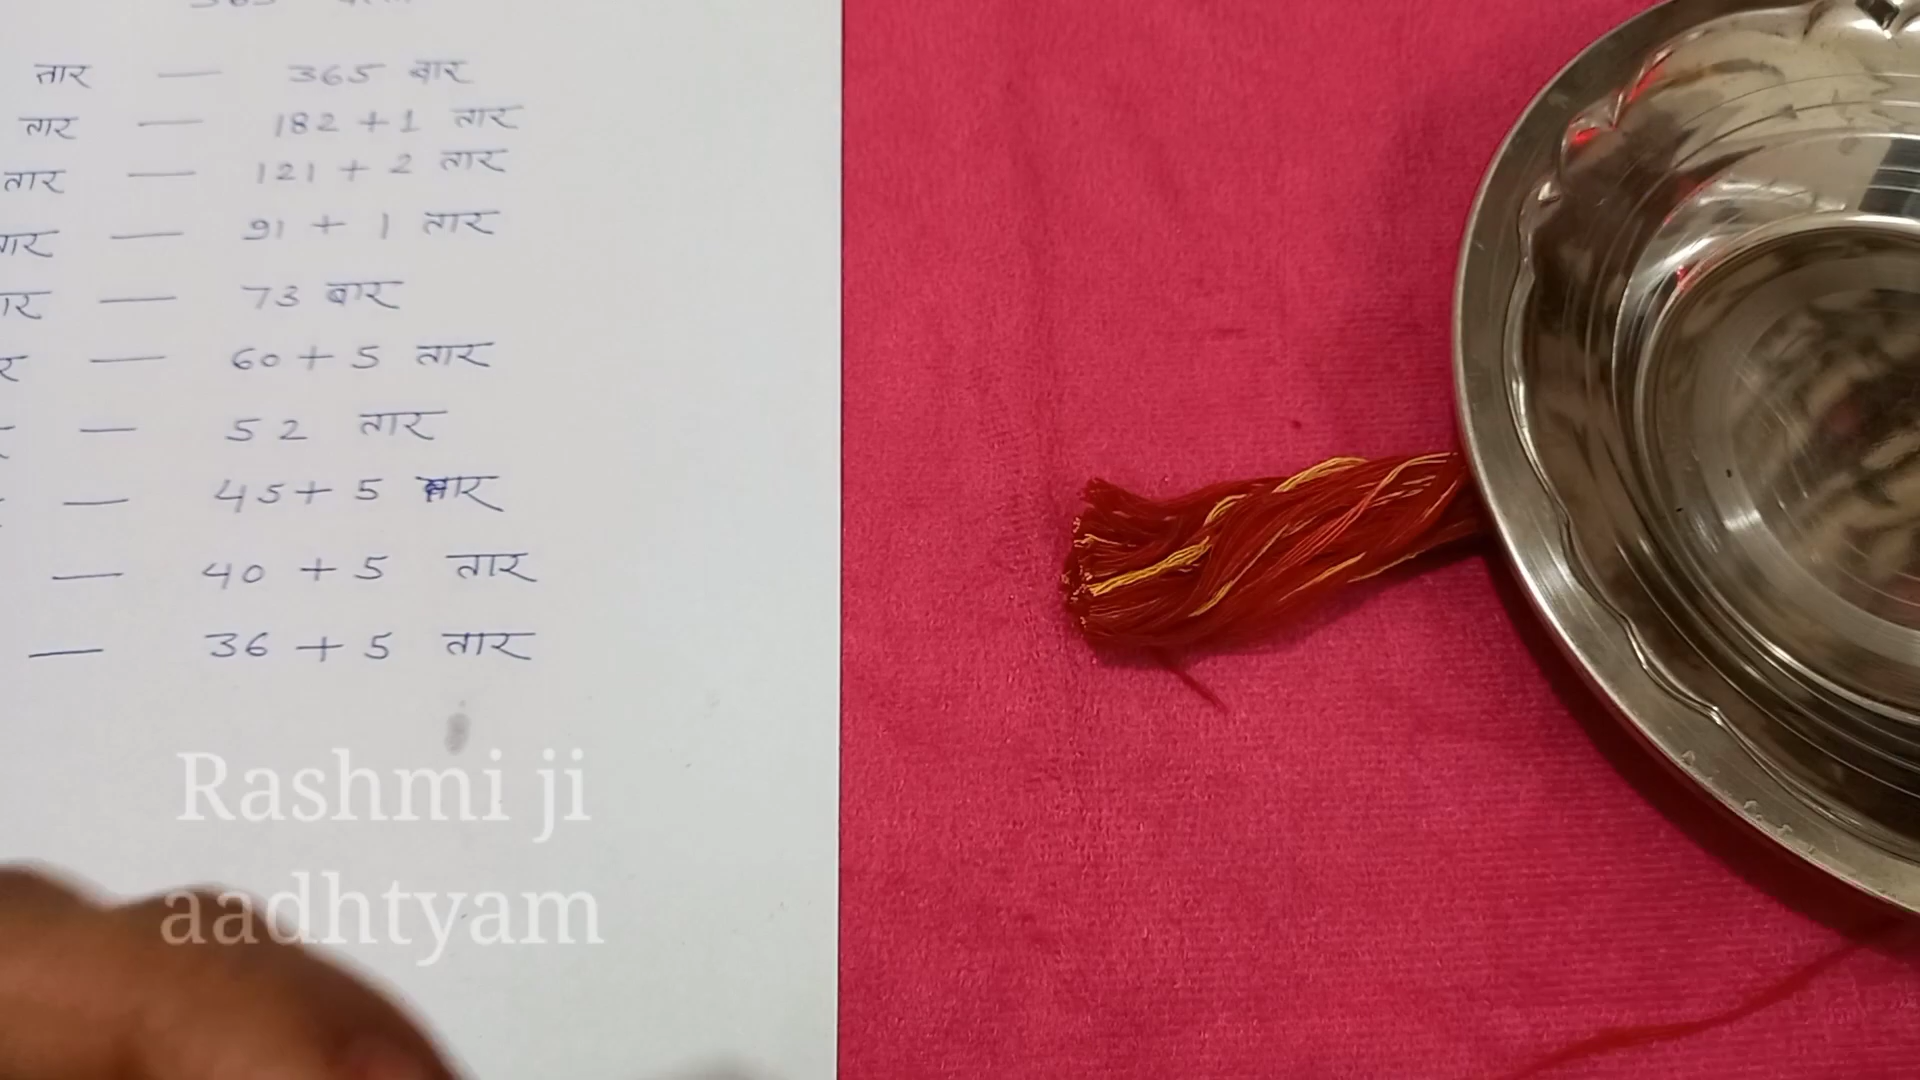 तार — 365 बार
तार — 182 + 1 तार
तार — 121 + 2 तार
तार — 91 + 1 तार
— 73 बार
— 60 + 5 तार
— 52 तार
— 45 + 5 तार
— 40 + 5 तार
— 36 + 5 तार
Rashmi ji
aadhtyam